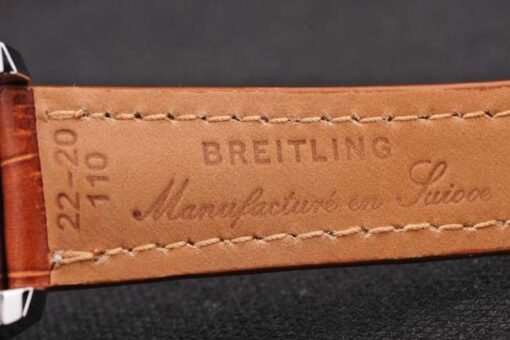 22-20
110
BREITLING
Manufacturé en Suisse